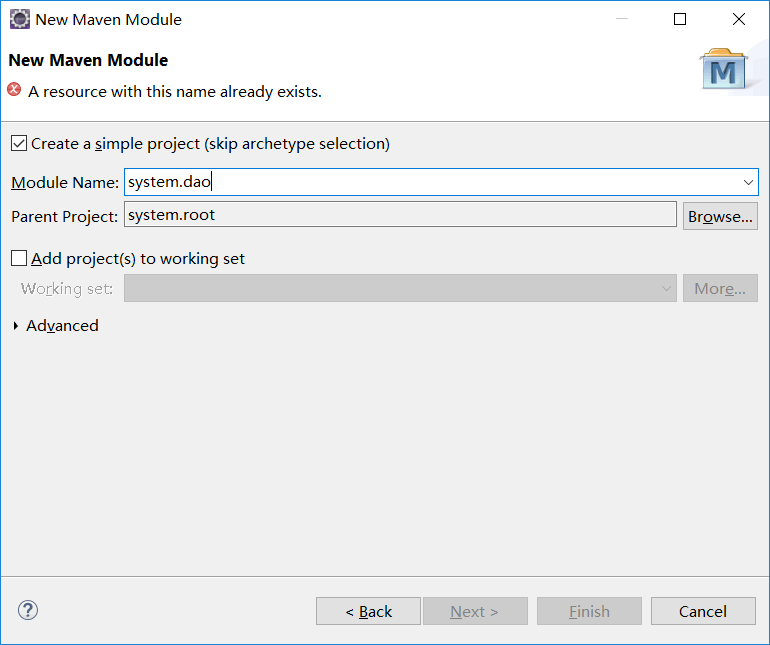 New Maven Module
New Maven Module
A resource with this name already exists.
Create a simple project (skip archetype selection)
Module Name: system.dao
Parent Project: system.root Browse...
Add project(s) to working set
Working set: More...
Advanced
? < Back Next > Finish Cancel